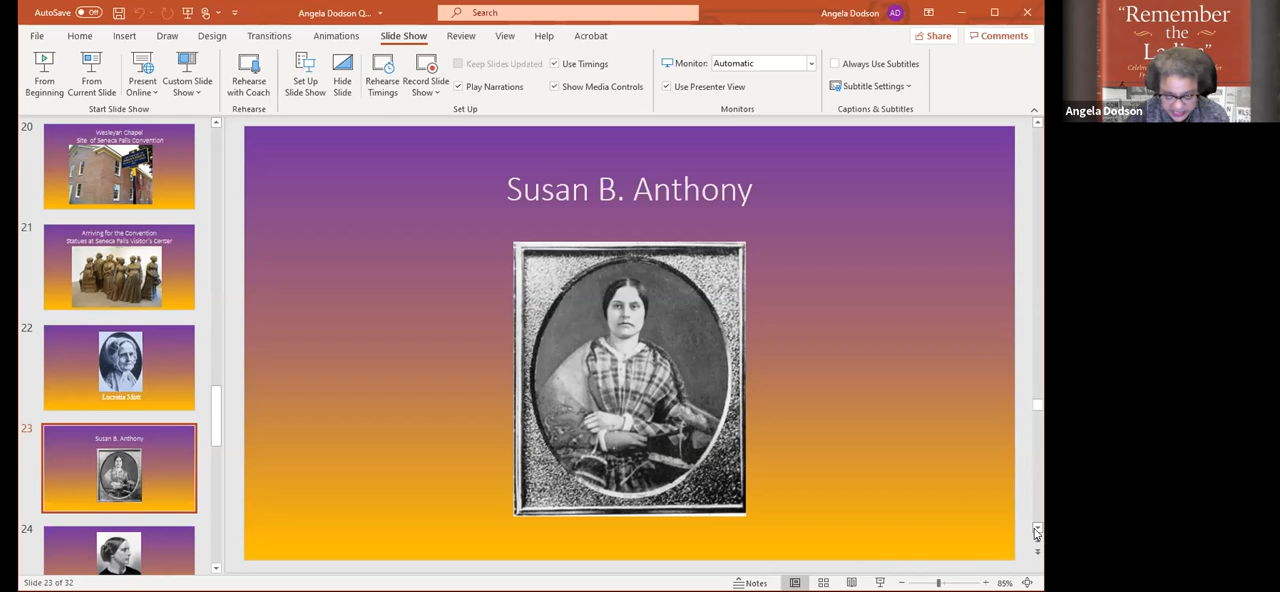 AutoSave
Off
Angela Dodson Q...
Search
Angela Dodson
AD
File
Home
Insert
Draw
Design
Transitions
Animations
Slide Show
Review
View
Help
Acrobat
Share
Comments
From Beginning
From Current Slide
Present Online
Custom Slide Show
Start Slide Show
Rehearse with Coach
Rehearse
Set Up Slide Show
Hide Slide
Rehearse Timings
Record Slide Show
Keep Slides Updated
Use Timings
Play Narrations
Show Media Controls
Set Up
Monitor:
Automatic
Use Presenter View
Monitors
Always Use Subtitles
Subtitle Settings
Captions & Subtitles
20
Wesleyan Chapel
Site of Seneca Falls Convention
21
Arriving for the Convention
Statues at Seneca Falls Visitor's Center
22
Lucretia Mott
23
Susan B. Anthony
24
Susan B. Anthony
Slide 23 of 32
Notes
85%
"Remember
the
Angela Dodson